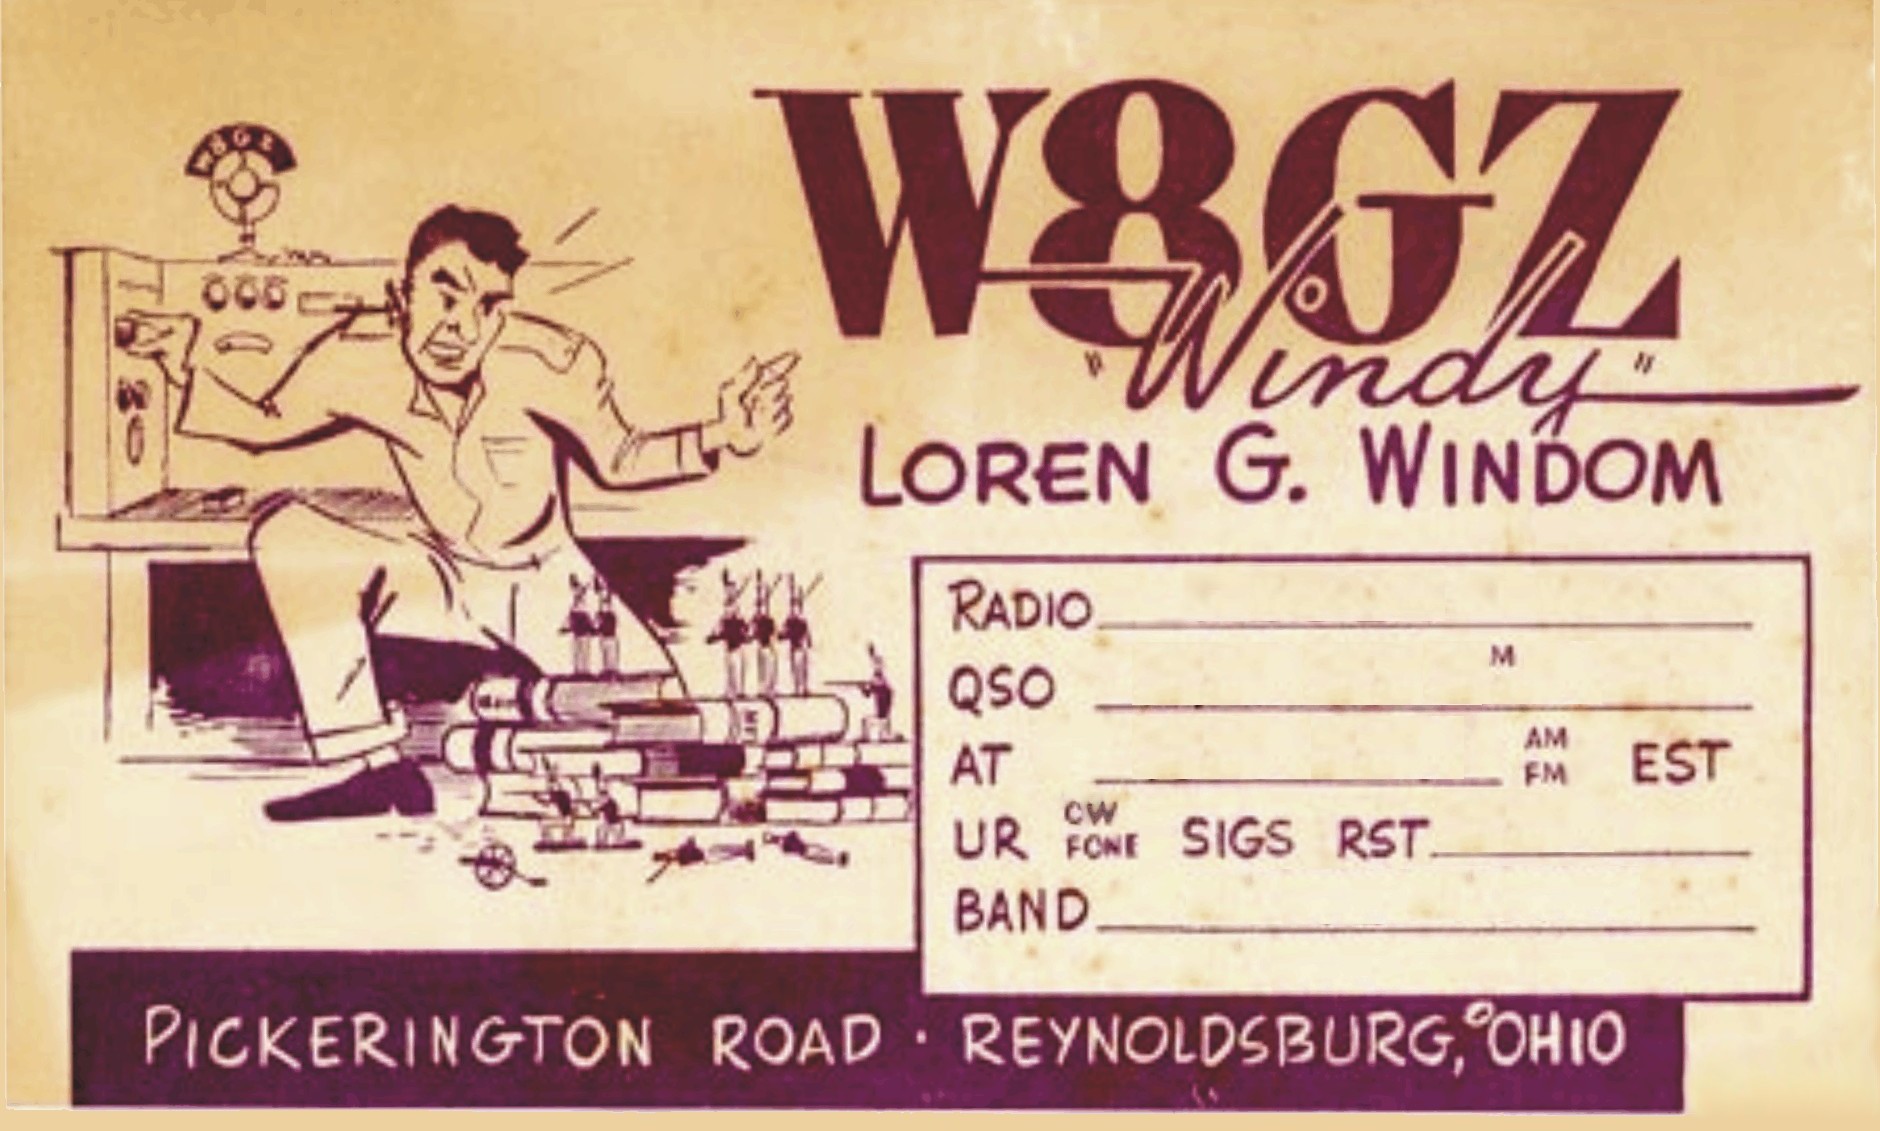 W8GZ
W8GZ
"Windy"
LOREN G. WINDOM
RADIO
M
QSO
AT AM FM EST
UR CW FONE SIGS RST
BAND
PICKERINGTON ROAD · REYNOLDSBURG, OHIO